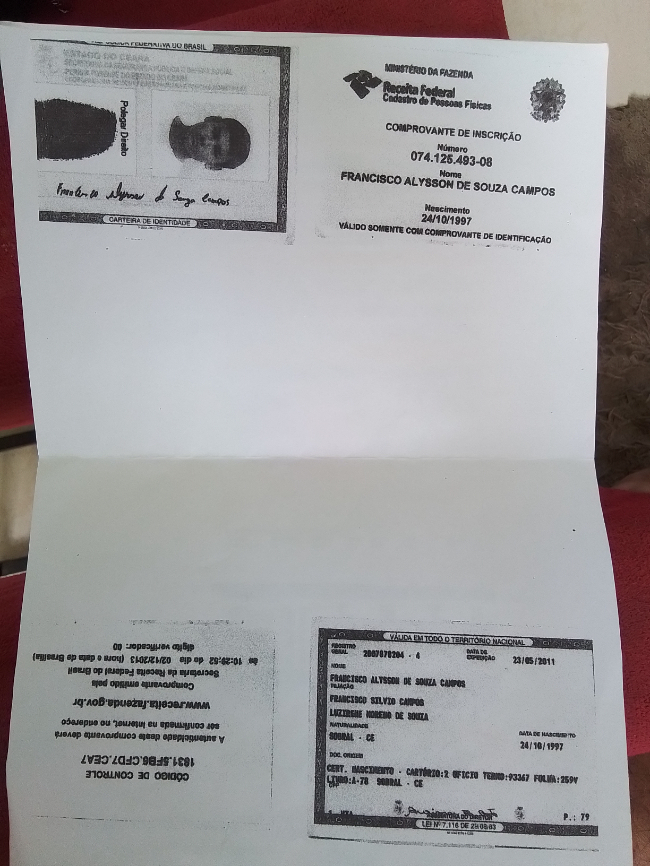 REPÚBLICA FEDERATIVA DO BRASIL
ESTADO DO CEARÁ
Polegar Direito
Francisco Alysson de Souza Campos
CARTEIRA DE IDENTIDADE
MINISTÉRIO DA FAZENDA
Receita Federal
Cadastro de Pessoas Físicas
COMPROVANTE DE INSCRIÇÃO
Número
074.125.493-08
Nome
FRANCISCO ALYSSON DE SOUZA CAMPOS
Nascimento
24/10/1997
VÁLIDO SOMENTE COM COMPROVANTE DE IDENTIFICAÇÃO
CÓDIGO DE CONTROLE
1831.5FB6.CFD7.CEA7
A autenticidade deste comprovante deverá
ser confirmada na Internet, no endereço
www.receita.fazenda.gov.br
Comprovante emitido pela
Secretaria da Receita Federal do Brasil
às 10:29:52 do dia 02/12/2013 (hora e data de Brasília)
dígito verificador: 00
VÁLIDA EM TODO O TERRITÓRIO NACIONAL
REGISTRO GERAL 2007878204 - 4 DATA DE EXPEDIÇÃO 23/05/2011
NOME
FRANCISCO ALYSSON DE SOUZA CAMPOS
FILIAÇÃO
FRANCISCO SILVIO CAMPOS
LUZIRENE MORENO DE SOUZA
NATURALIDADE DATA DE NASCIMENTO
SOBRAL - CE 24/10/1997
DOC. ORIGEM
CERT. NASCIMENTO - CARTÓRIO:2 OFICIO TERMO:93367 FOLHA:259V
LIVRO:A-78 SOBRAL - CE
CPF
P.: 79
ASSINATURA DO DIRETOR
LEI Nº 7.116 DE 29/08/83